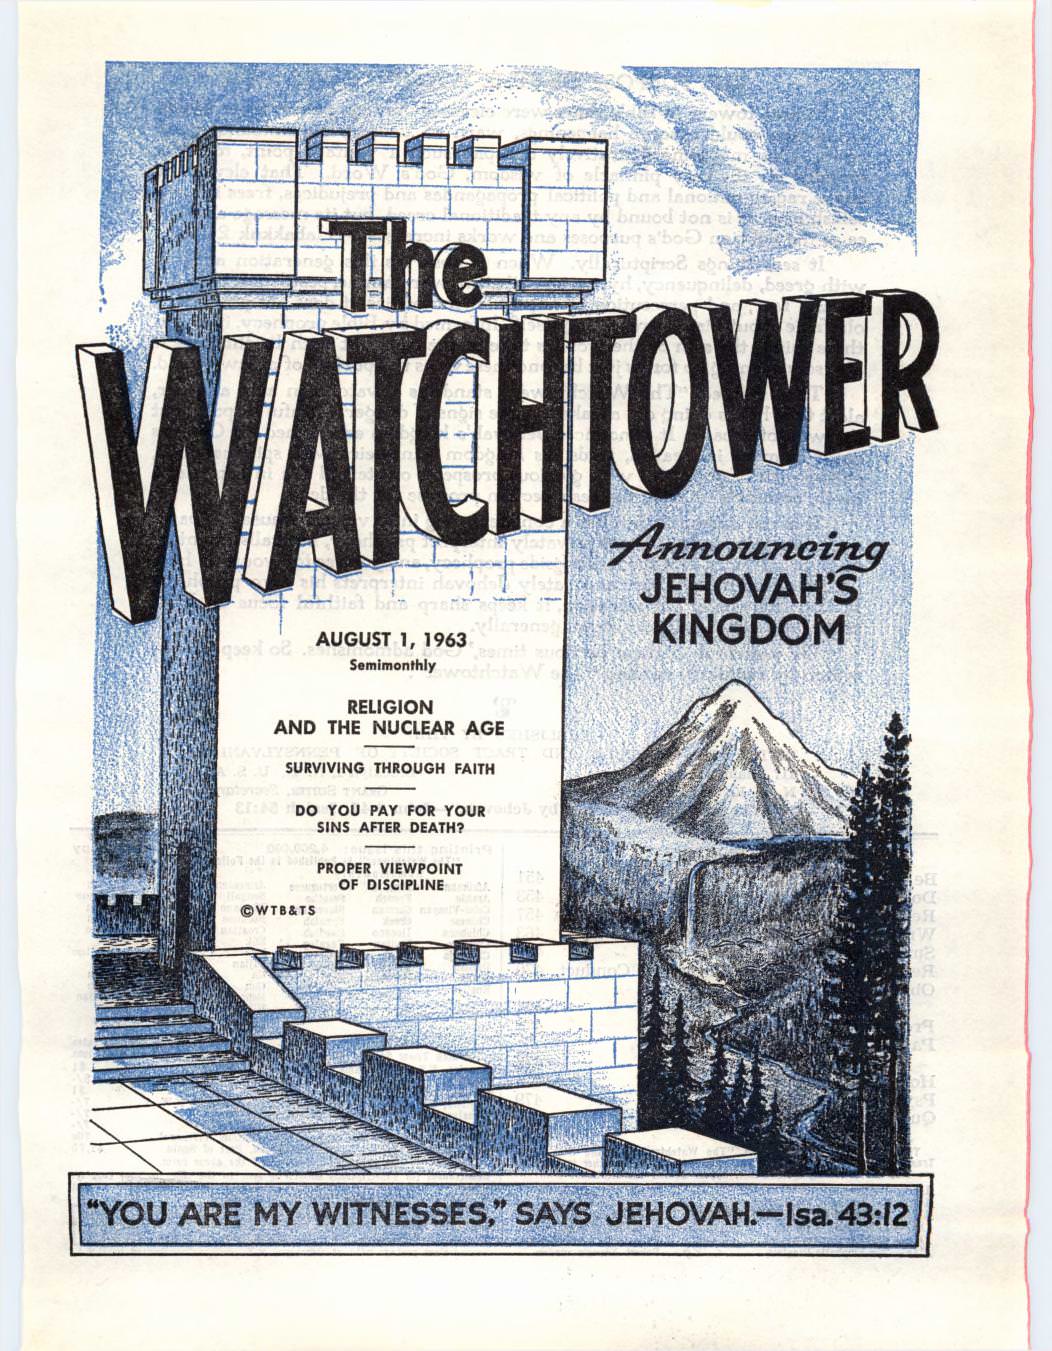 The
WATCHTOWER
Announcing
JEHOVAH'S
KINGDOM
AUGUST 1, 1963
Semimonthly
RELIGION
AND THE NUCLEAR AGE
SURVIVING THROUGH FAITH
DO YOU PAY FOR YOUR
SINS AFTER DEATH?
PROPER VIEWPOINT
OF DISCIPLINE
©WTB&TS
"YOU ARE MY WITNESSES," SAYS JEHOVAH.—Isa. 43:12